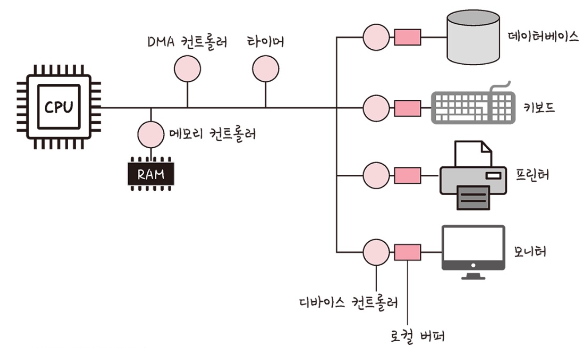 DMA 컨트롤러
타이머
데이터베이스
CPU
키보드
메모리 컨트롤러
RAM
프린터
모니터
디바이스 컨트롤러
로컬 버퍼